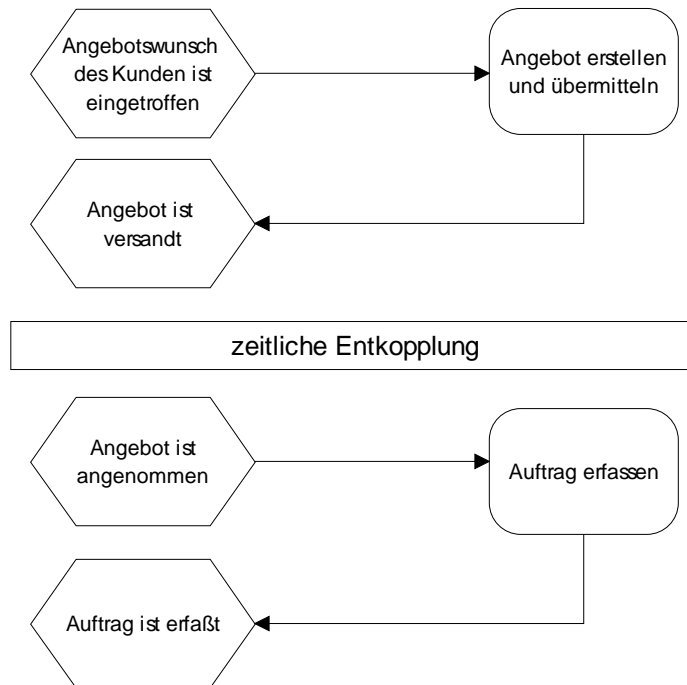 Angebotswunsch
des Kunden ist
eingetroffen
Angebot erstellen
und übermitteln
Angebot ist
versandt
zeitliche Entkopplung
Angebot ist
angenommen
Auftrag erfassen
Auftrag ist erfaßt